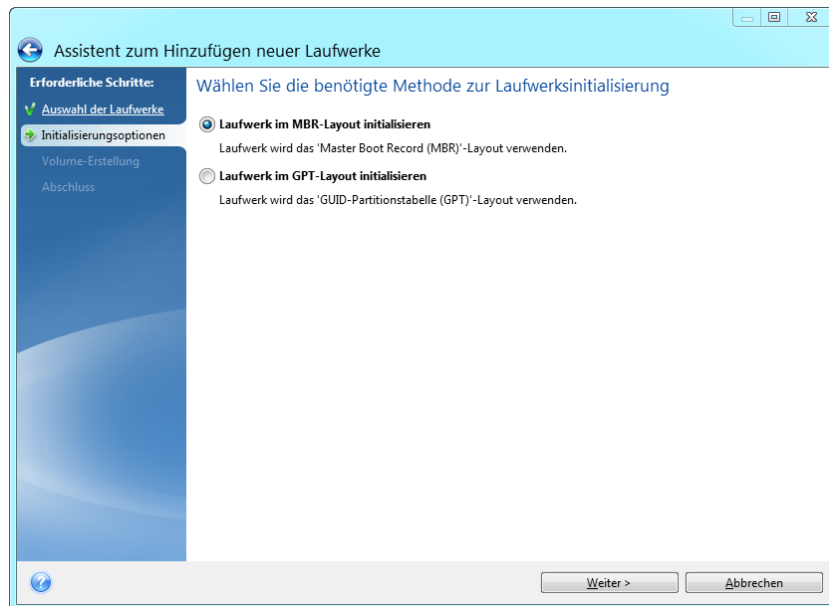 Assistent zum Hinzufügen neuer Laufwerke
Erforderliche Schritte:
Auswahl der Laufwerke
Initialisierungsoptionen
Volume-Erstellung
Abschluss
Wählen Sie die benötigte Methode zur Laufwerksinitialisierung
Laufwerk im MBR-Layout initialisieren
Laufwerk wird das 'Master Boot Record (MBR)'-Layout verwenden.
Laufwerk im GPT-Layout initialisieren
Laufwerk wird das 'GUID-Partitionstabelle (GPT)'-Layout verwenden.
?
Weiter >
Abbrechen